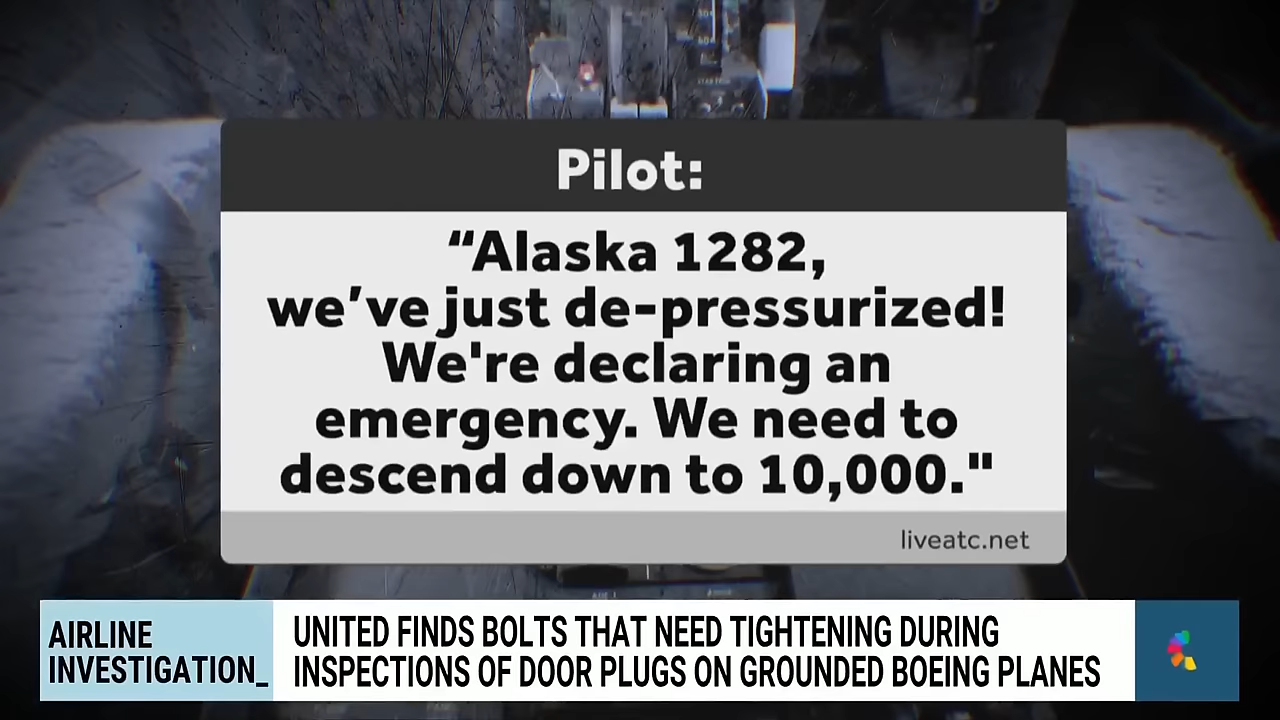 Pilot:
“Alaska 1282,
we’ve just de-pressurized!
We're declaring an
emergency. We need to
descend down to 10,000."
liveatc.net
AIRLINE
INVESTIGATION_
UNITED FINDS BOLTS THAT NEED TIGHTENING DURING
INSPECTIONS OF DOOR PLUGS ON GROUNDED BOEING PLANES